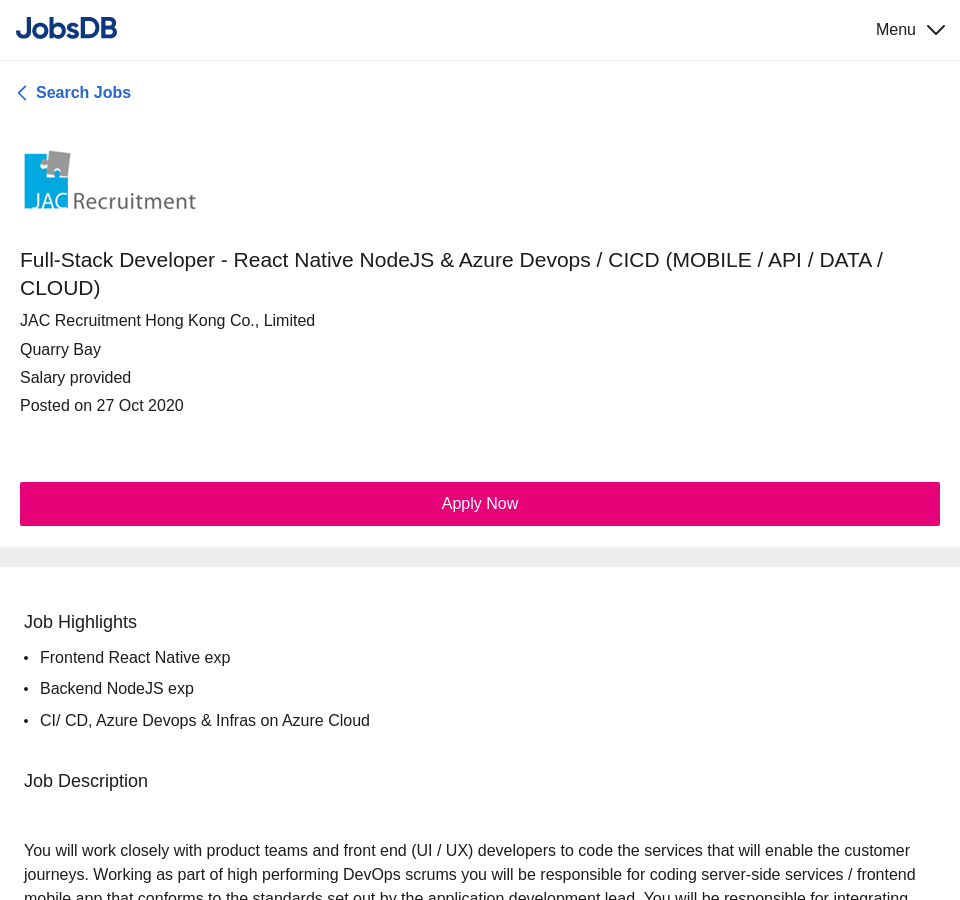 JobsDB
Menu
Search Jobs
JAC Recruitment
Full-Stack Developer - React Native NodeJS & Azure Devops / CICD (MOBILE / API / DATA /
CLOUD)
JAC Recruitment Hong Kong Co., Limited
Quarry Bay
Salary provided
Posted on 27 Oct 2020
Apply Now
Job Highlights
• Frontend React Native exp
• Backend NodeJS exp
• CI/ CD, Azure Devops & Infras on Azure Cloud
Job Description
You will work closely with product teams and front end (UI / UX) developers to code the services that will enable the customer
journeys. Working as part of high performing DevOps scrums you will be responsible for coding server-side services / frontend
mobile app that conforms to the standards set out by the application development lead. You will be responsible for integrating